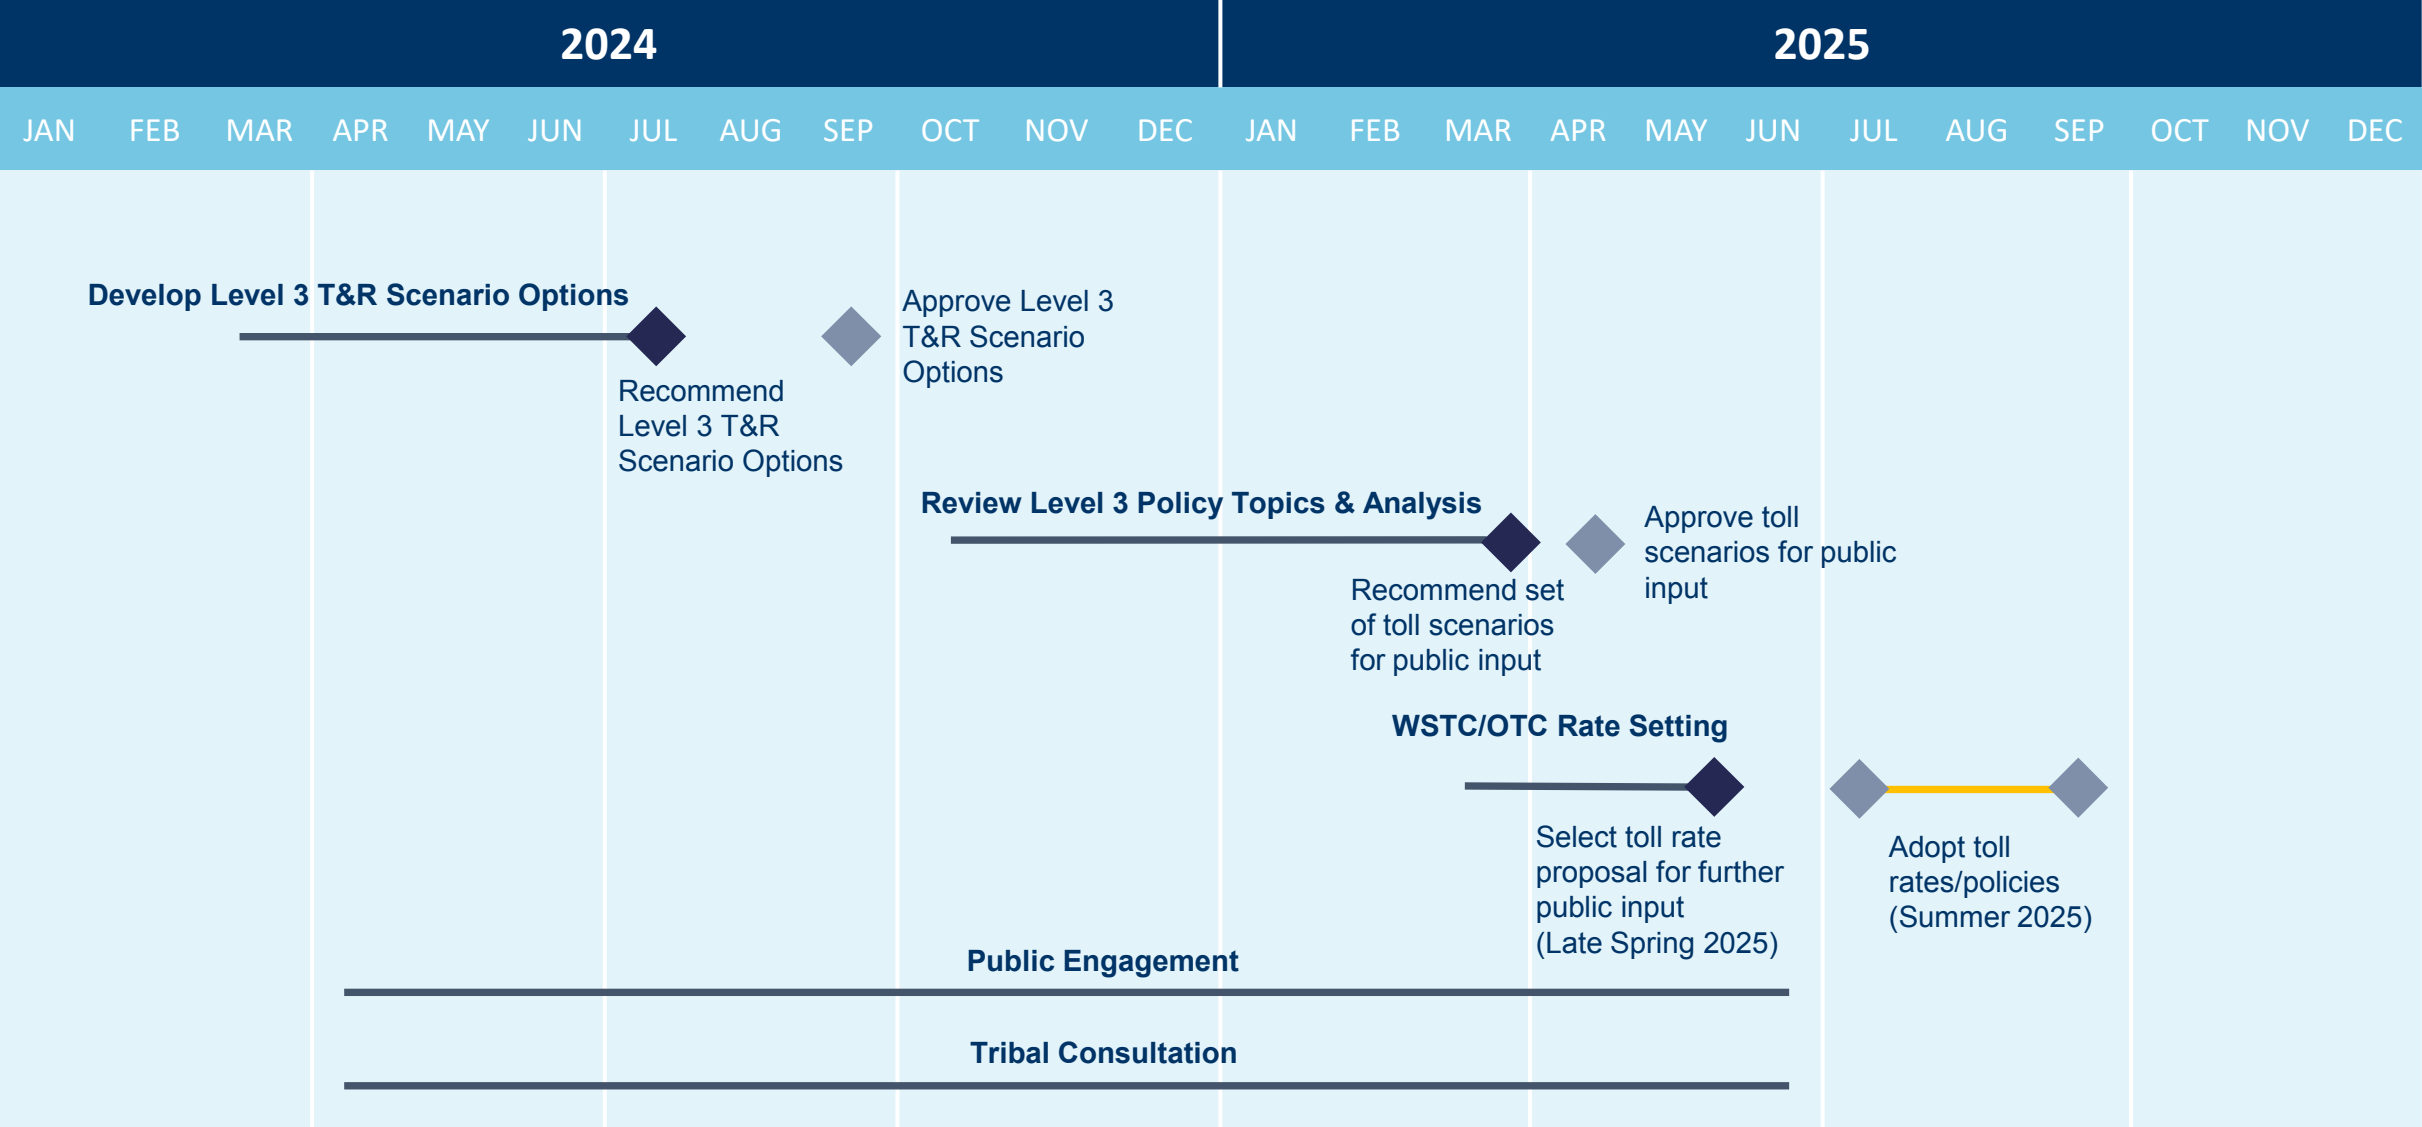 2024
2025
JAN FEB MAR APR MAY JUN JUL AUG SEP OCT NOV DEC JAN FEB MAR APR MAY JUN JUL AUG SEP OCT NOV DEC
Develop Level 3 T&R Scenario Options
Approve Level 3
T&R Scenario
Options
Recommend
Level 3 T&R
Scenario Options
Review Level 3 Policy Topics & Analysis
Approve toll
scenarios for public
input
Recommend set
of toll scenarios
for public input
WSTC/OTC Rate Setting
Select toll rate
proposal for further
public input
(Late Spring 2025)
Adopt toll
rates/policies
(Summer 2025)
Public Engagement
Tribal Consultation